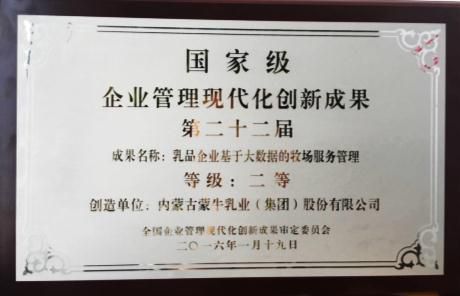 国家级
企业管理现代化创新成果
第二十二届
成果名称：乳品企业基于大数据的牧场服务管理
等级：二等
创造单位：内蒙古蒙牛乳业（集团）股份有限公司
全国企业管理现代化创新成果审定委员会
二〇一六年一月十九日